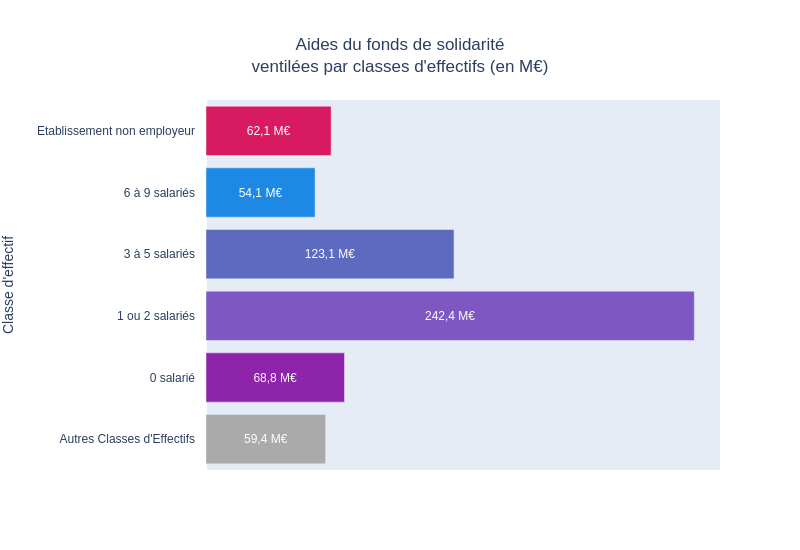 Aides du fonds de solidarité
ventilées par classes d'effectifs (en M€)
Classe d'effectif
Etablissement non employeur
62,1 M€
6 à 9 salariés
54,1 M€
3 à 5 salariés
123,1 M€
1 ou 2 salariés
242,4 M€
0 salarié
68,8 M€
Autres Classes d'Effectifs
59,4 M€